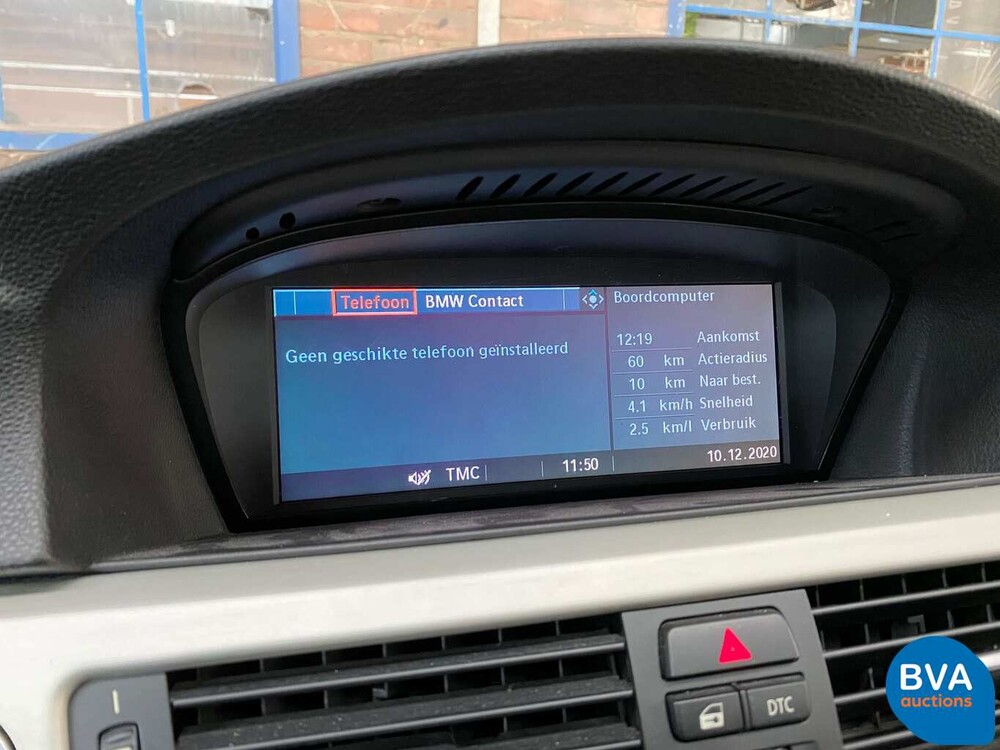 Telefoon BMW Contact
Geen geschikte telefoon geïnstalleerd
Boordcomputer
12:19 Aankomst
60 km Actieradius
10 km Naar best.
4.1 km/h Snelheid
2.5 km/l Verbruik
TMC 11:50 10.12.2020
DTC
BVA
auctions